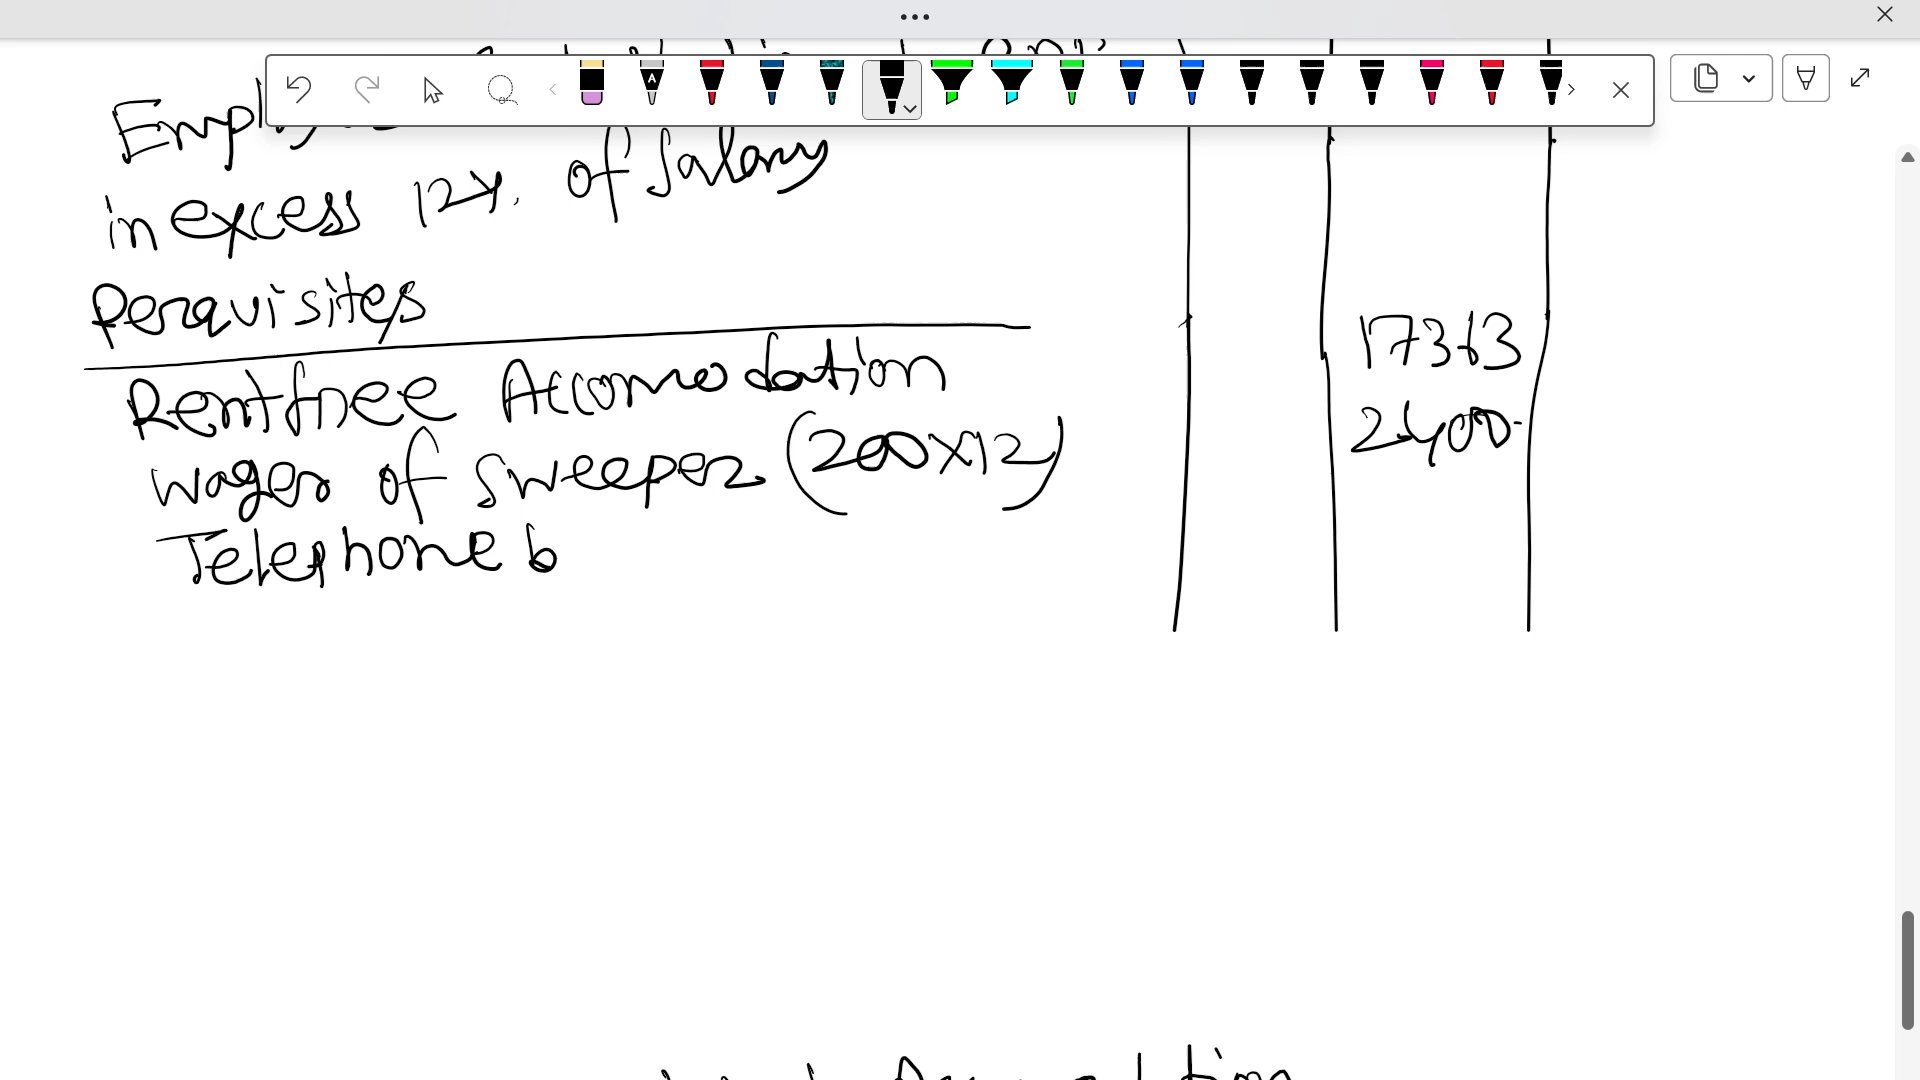 in excess 12%. of Salary
Perquisites
Rentfree Accomodation 17363
wages of Sweeper (200x12) 2400
Telephone b